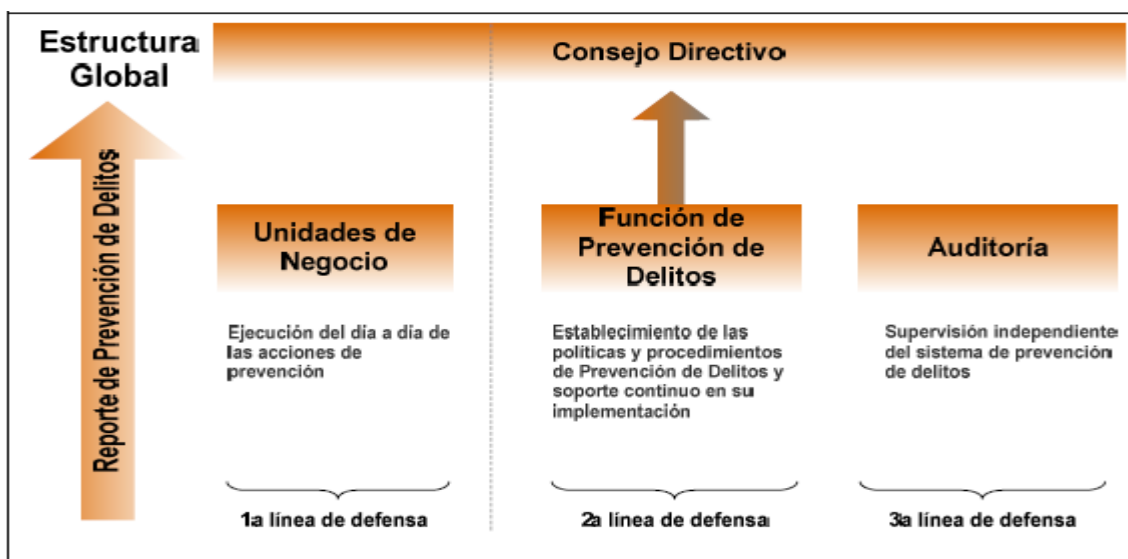 Estructura
Global
Consejo Directivo
Reporte de Prevención de Delitos
Unidades de
Negocio
Ejecución del día a día de
las acciones de
prevención
1a línea de defensa
Función de
Prevención de
Delitos
Establecimiento de las
políticas y procedimientos
de Prevención de Delitos y
soporte continuo en su
implementación
2a línea de defensa
Auditoría
Supervisión independiente
del sistema de prevención
de delitos
3a línea de defensa